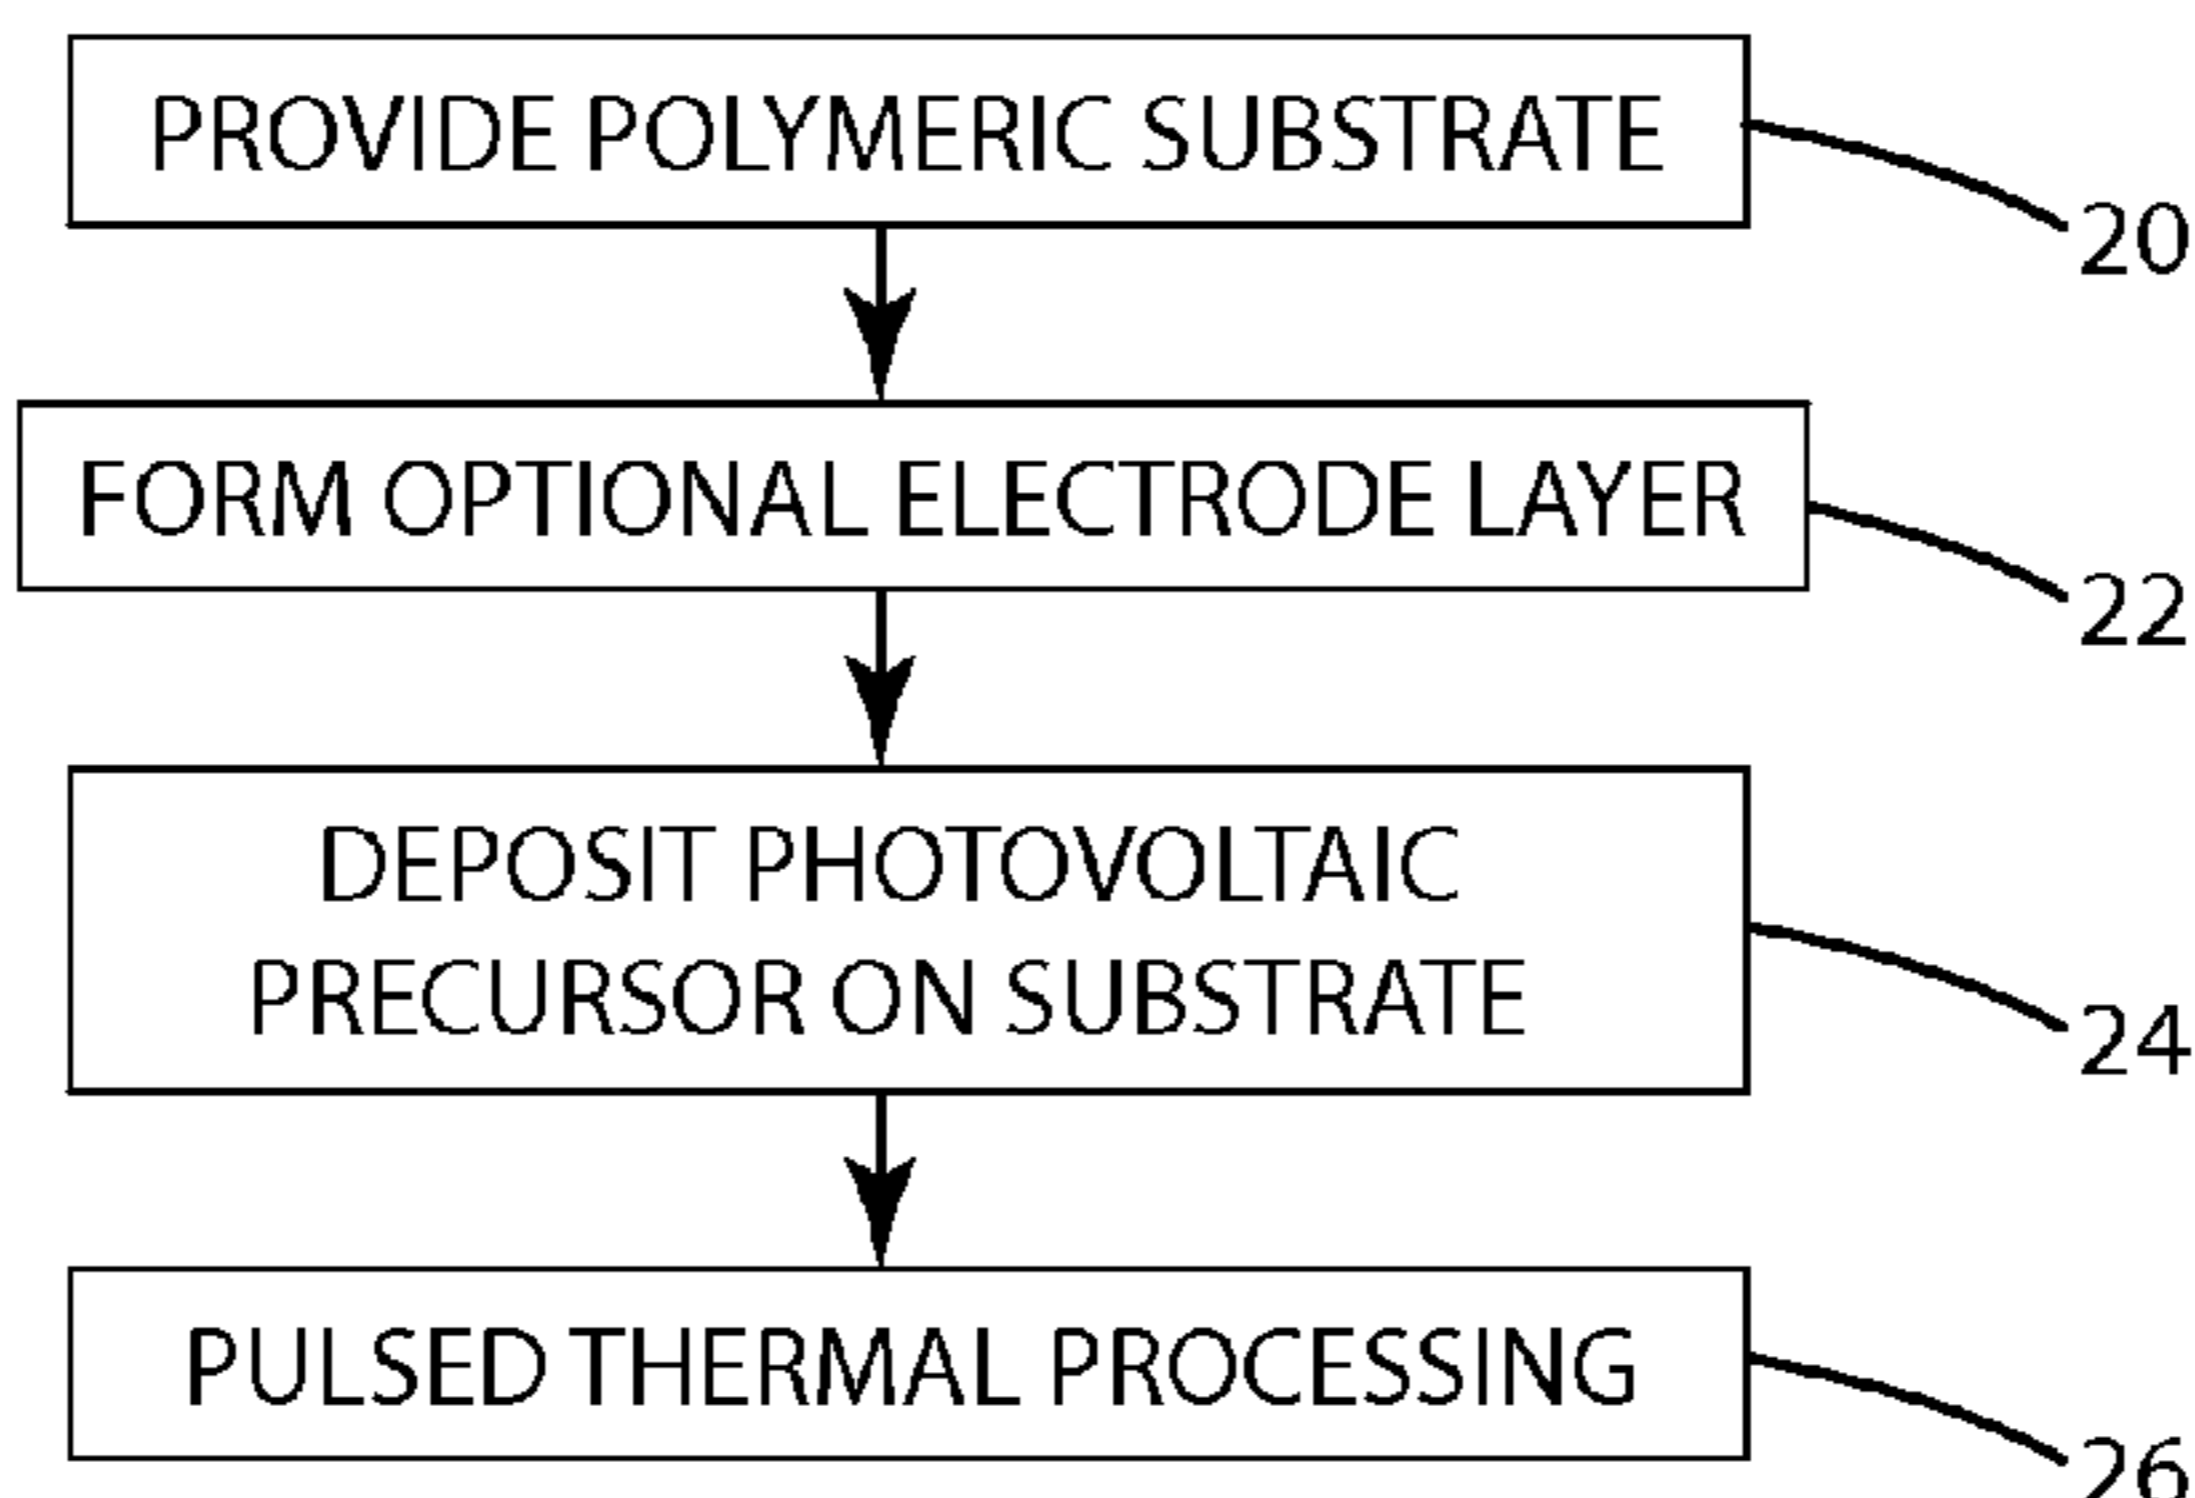 PROVIDE POLYMERIC SUBSTRATE
20
FORM OPTIONAL ELECTRODE LAYER
22
DEPOSIT PHOTOVOLTAIC
PRECURSOR ON SUBSTRATE
24
PULSED THERMAL PROCESSING
26